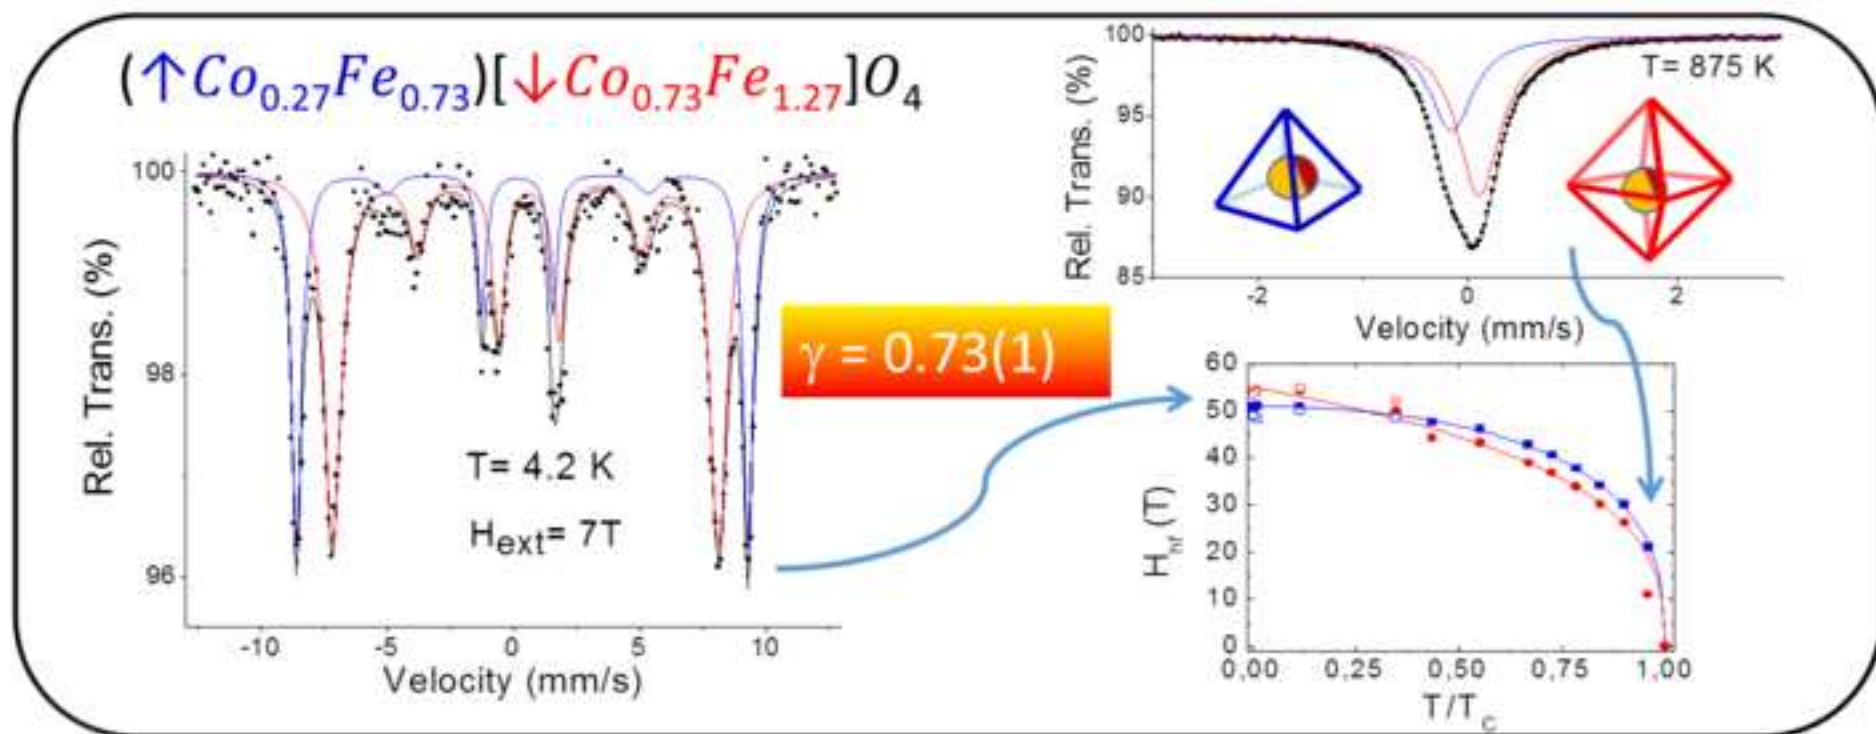 (↑Co0.27Fe0.73)[↓Co0.73Fe1.27]O4
Rel. Trans. (%)
100
98
96
-10 -5 0 5 10
Velocity (mm/s)
T= 4.2 K
Hext= 7T
γ = 0.73(1)
Rel. Trans. (%)
100
95
90
85
T= 875 K
-2 0 2
Velocity (mm/s)
Hhf (T)
60
50
40
30
20
10
0
0,00 0,25 0,50 0,75 1,00
T/TC